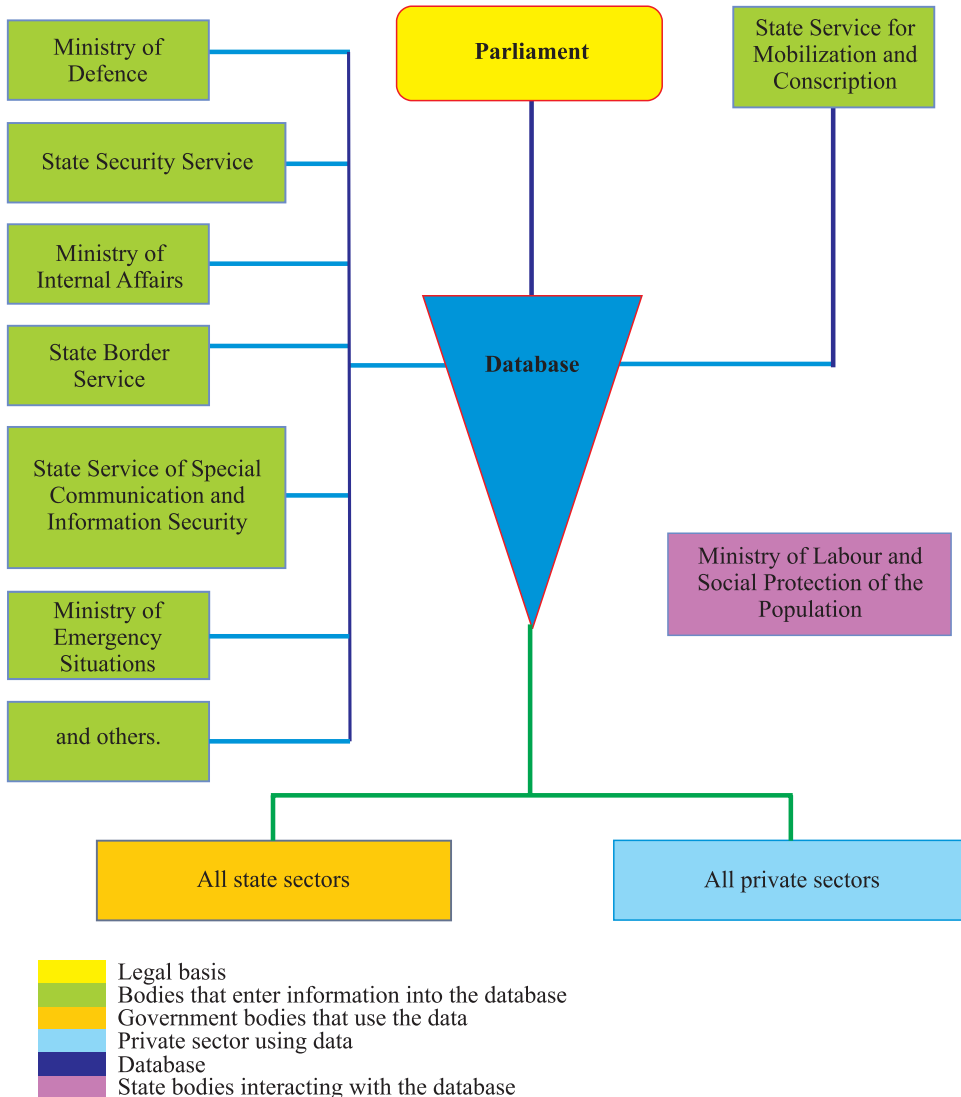 Ministry of
Defence
Parliament
State Service for
Mobilization and
Conscription
State Security Service
Ministry of
Internal Affairs
State Border
Service
Database
State Service of Special
Communication and
Information Security
Ministry of Labour and
Social Protection of the
Population
Ministry of
Emergency
Situations
and others.
All state sectors
All private sectors
Legal basis
Bodies that enter information into the database
Government bodies that use the data
Private sector using data
Database
State bodies interacting with the database